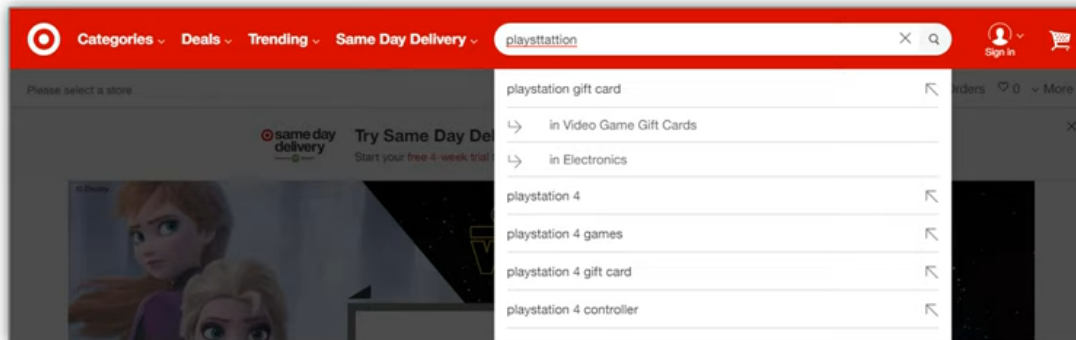 Categories Deals Trending Same Day Delivery playsttattion Sign in
Please select a store
playstation gift card
rders 0 More
in Video Game Gift Cards
same day delivery
Try Same Day Del
Start your free 4-week trial
in Electronics
© Disney
playstation 4
playstation 4 games
playstation 4 gift card
playstation 4 controller